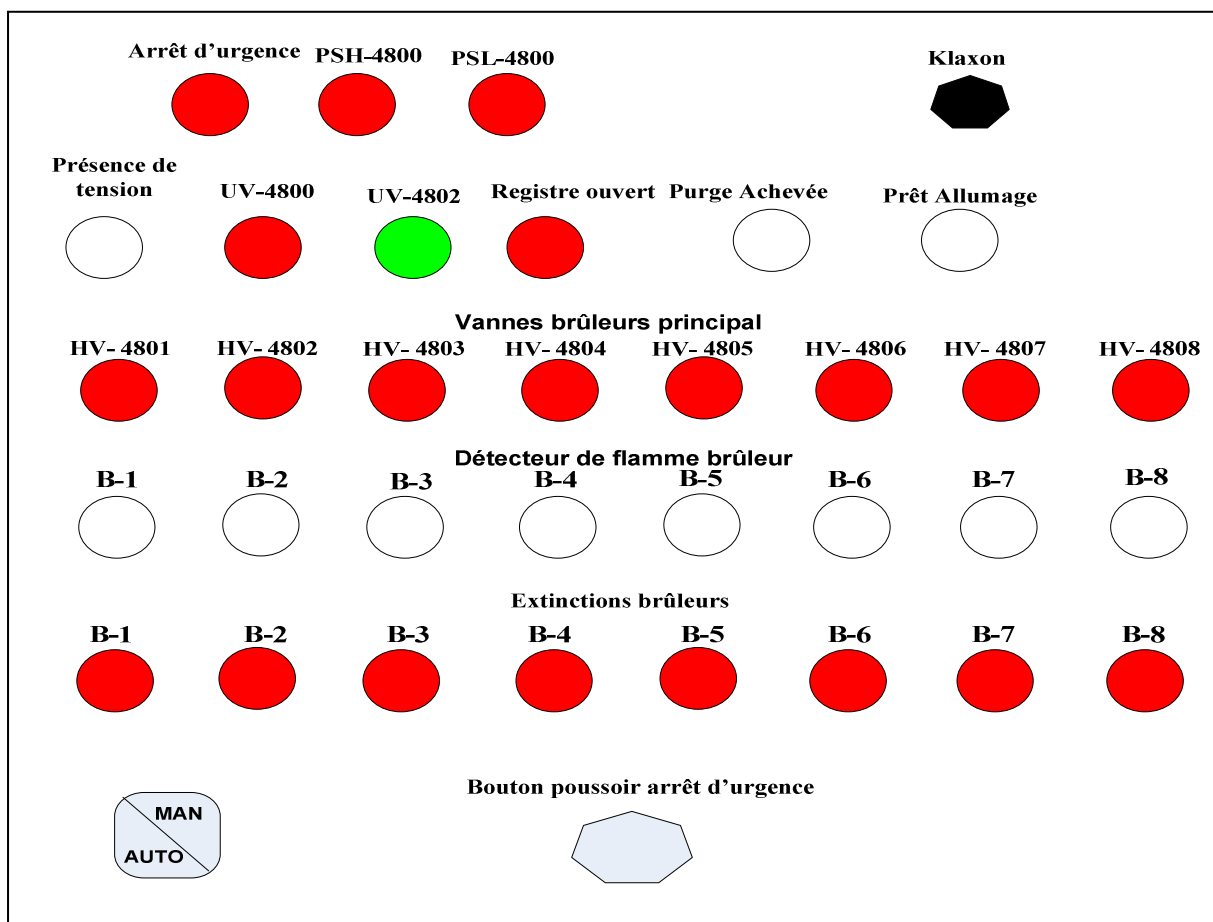 Arrêt d'urgence
PSH-4800
PSL-4800
Klaxon
Présence de
tension
UV-4800
UV-4802
Registre ouvert
Purge Achevée
Prêt Allumage
Vannes brûleurs principal
HV- 4801
HV- 4802
HV- 4803
HV- 4804
HV- 4805
HV- 4806
HV- 4807
HV- 4808
Détecteur de flamme brûleur
B-1
B-2
B-3
B-4
B-5
B-6
B-7
B-8
Extinctions brûleurs
B-1
B-2
B-3
B-4
B-5
B-6
B-7
B-8
Bouton poussoir arrêt d'urgence
MAN
AUTO